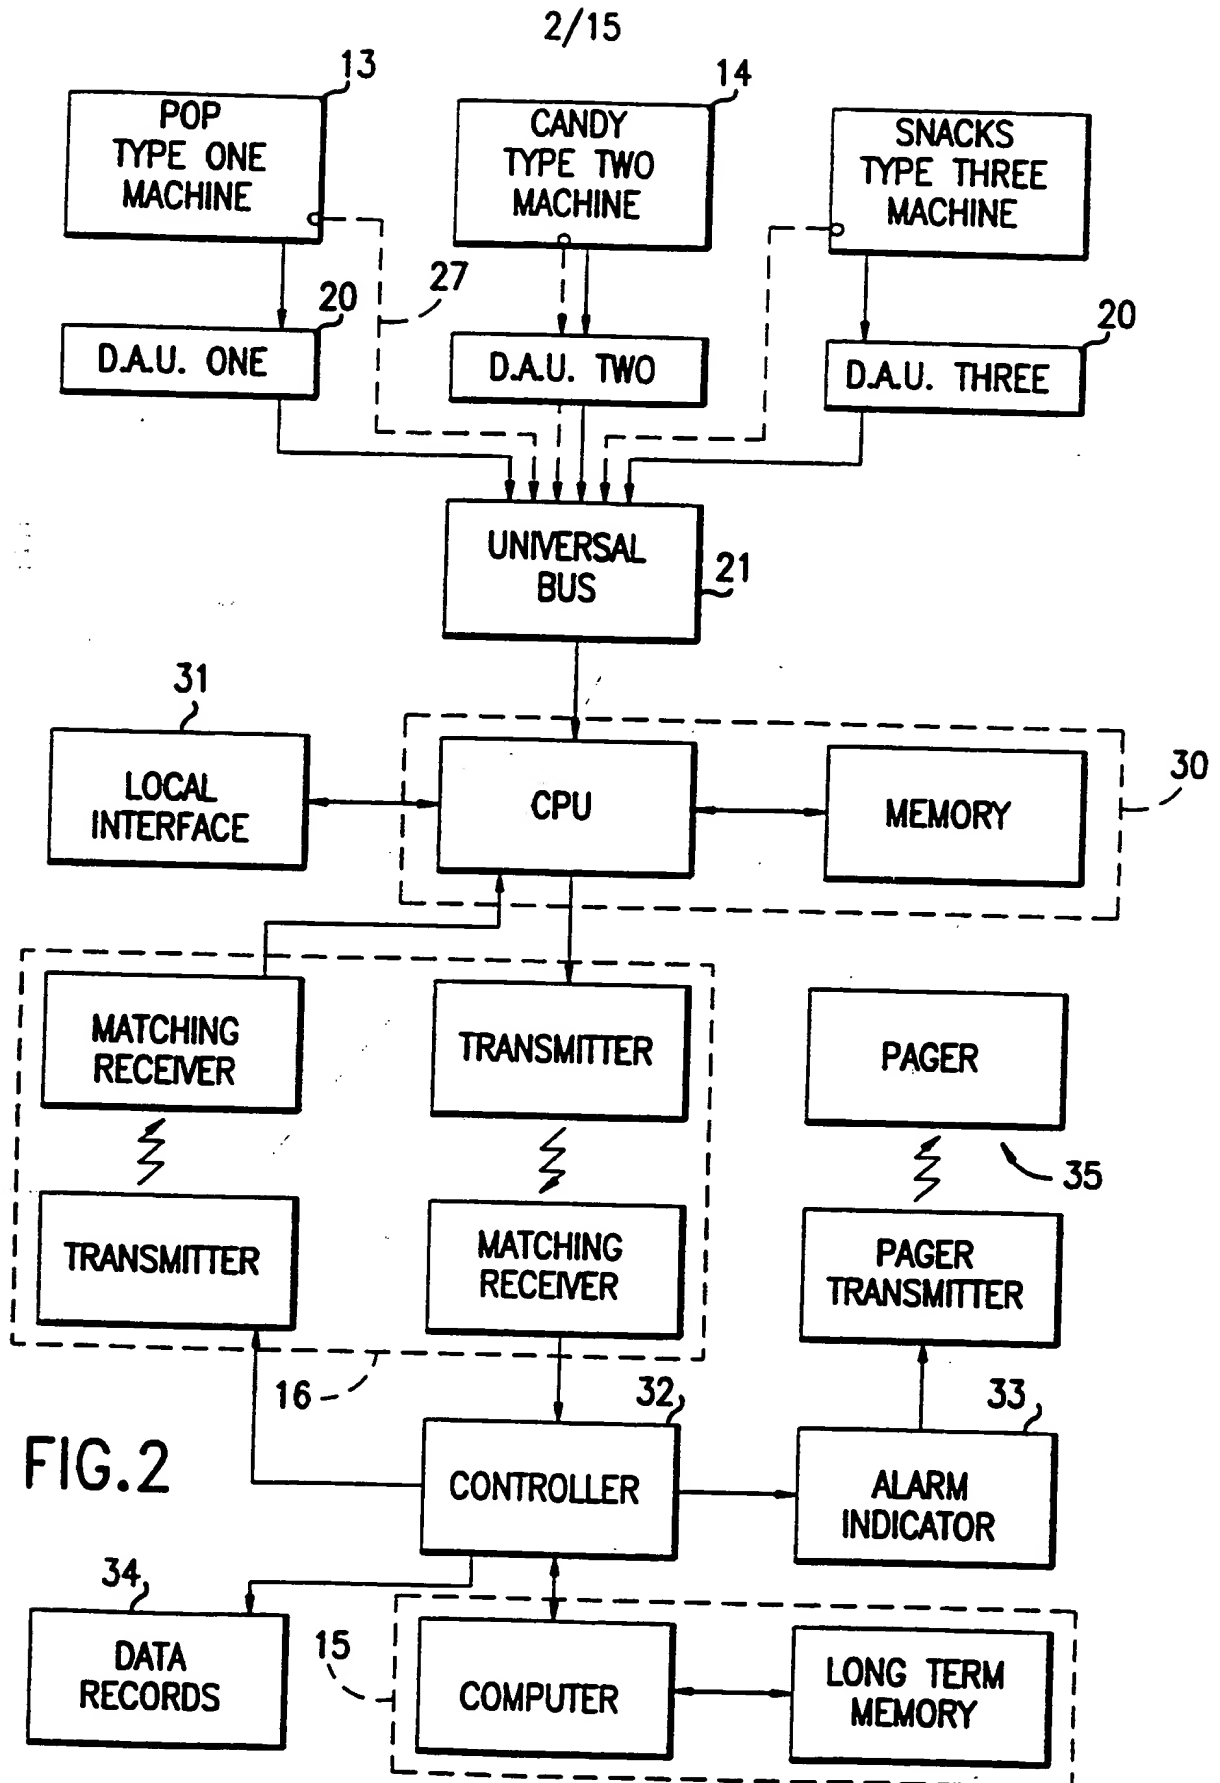 2/15
13
14
POP
TYPE ONE
MACHINE
CANDY
TYPE TWO
MACHINE
SNACKS
TYPE THREE
MACHINE
27
20
20
D.A.U. ONE
D.A.U. TWO
D.A.U. THREE
UNIVERSAL
BUS
21
31
30
LOCAL
INTERFACE
CPU
MEMORY
MATCHING
RECEIVER
TRANSMITTER
PAGER
35
TRANSMITTER
MATCHING
RECEIVER
PAGER
TRANSMITTER
16
32
33
FIG.2
CONTROLLER
ALARM
INDICATOR
34
15
DATA
RECORDS
COMPUTER
LONG TERM
MEMORY